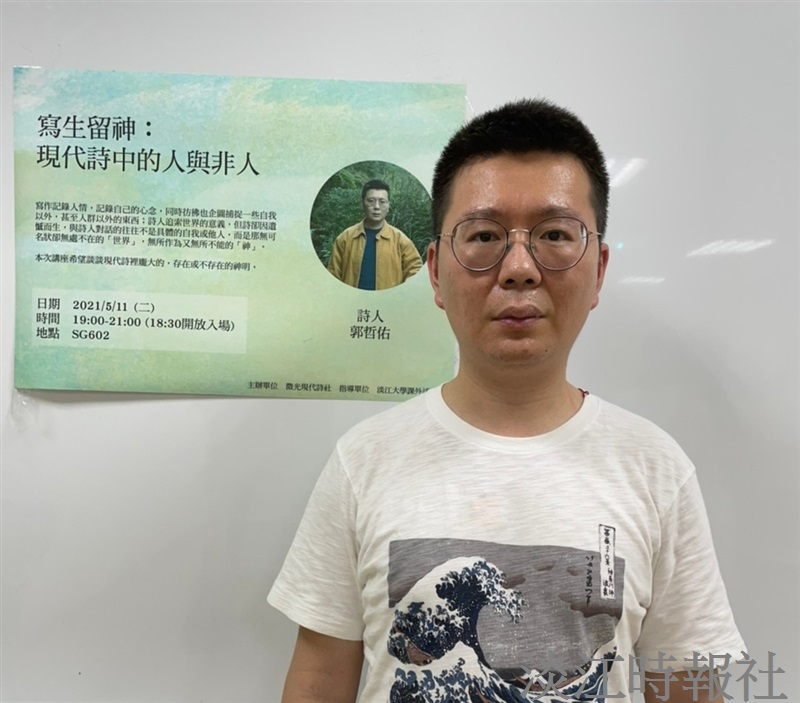 寫生留神：
現代詩中的人與非人
寫作記錄人情，記錄自己的心念，同時彷彿也企圖捕捉一些自我
以外，甚至人群以外的東西；詩人追索世界的意義，但詩卻因遺
憾而生，與詩人對話的往往不是具體的自我或他人，而是那無可
名狀卻無處不在的「世界」，無所作為又無所不能的「神」。
本次講座希望談談現代詩裡龐大的，存在或不存在的神明。
日期 2021/5/11 (二)
時間 19:00-21:00 (18:30開放入場)
地點 SG602
詩人
郭哲佑
主辦單位 微光現代詩社 指導單位 淡江大學課外活
淡江時報社